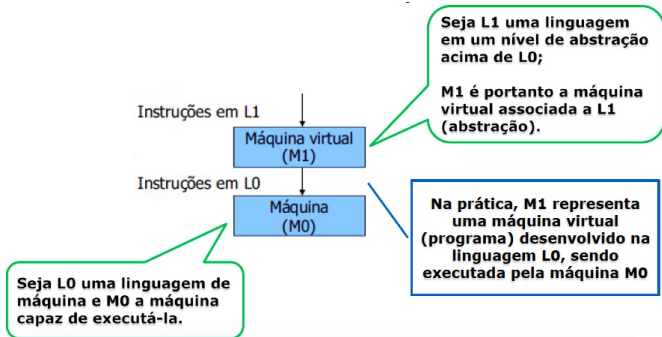 Seja L1 uma linguagem
em um nível de abstração
acima de L0;
M1 é portanto a máquina
virtual associada a L1
(abstração).
Instruções em L1
Máquina virtual
(M1)
Instruções em L0
Máquina
(M0)
Na prática, M1 representa
uma máquina virtual
(programa) desenvolvido na
linguagem L0, sendo
executada pela máquina M0
Seja L0 uma linguagem de
máquina e M0 a máquina
capaz de executá-la.